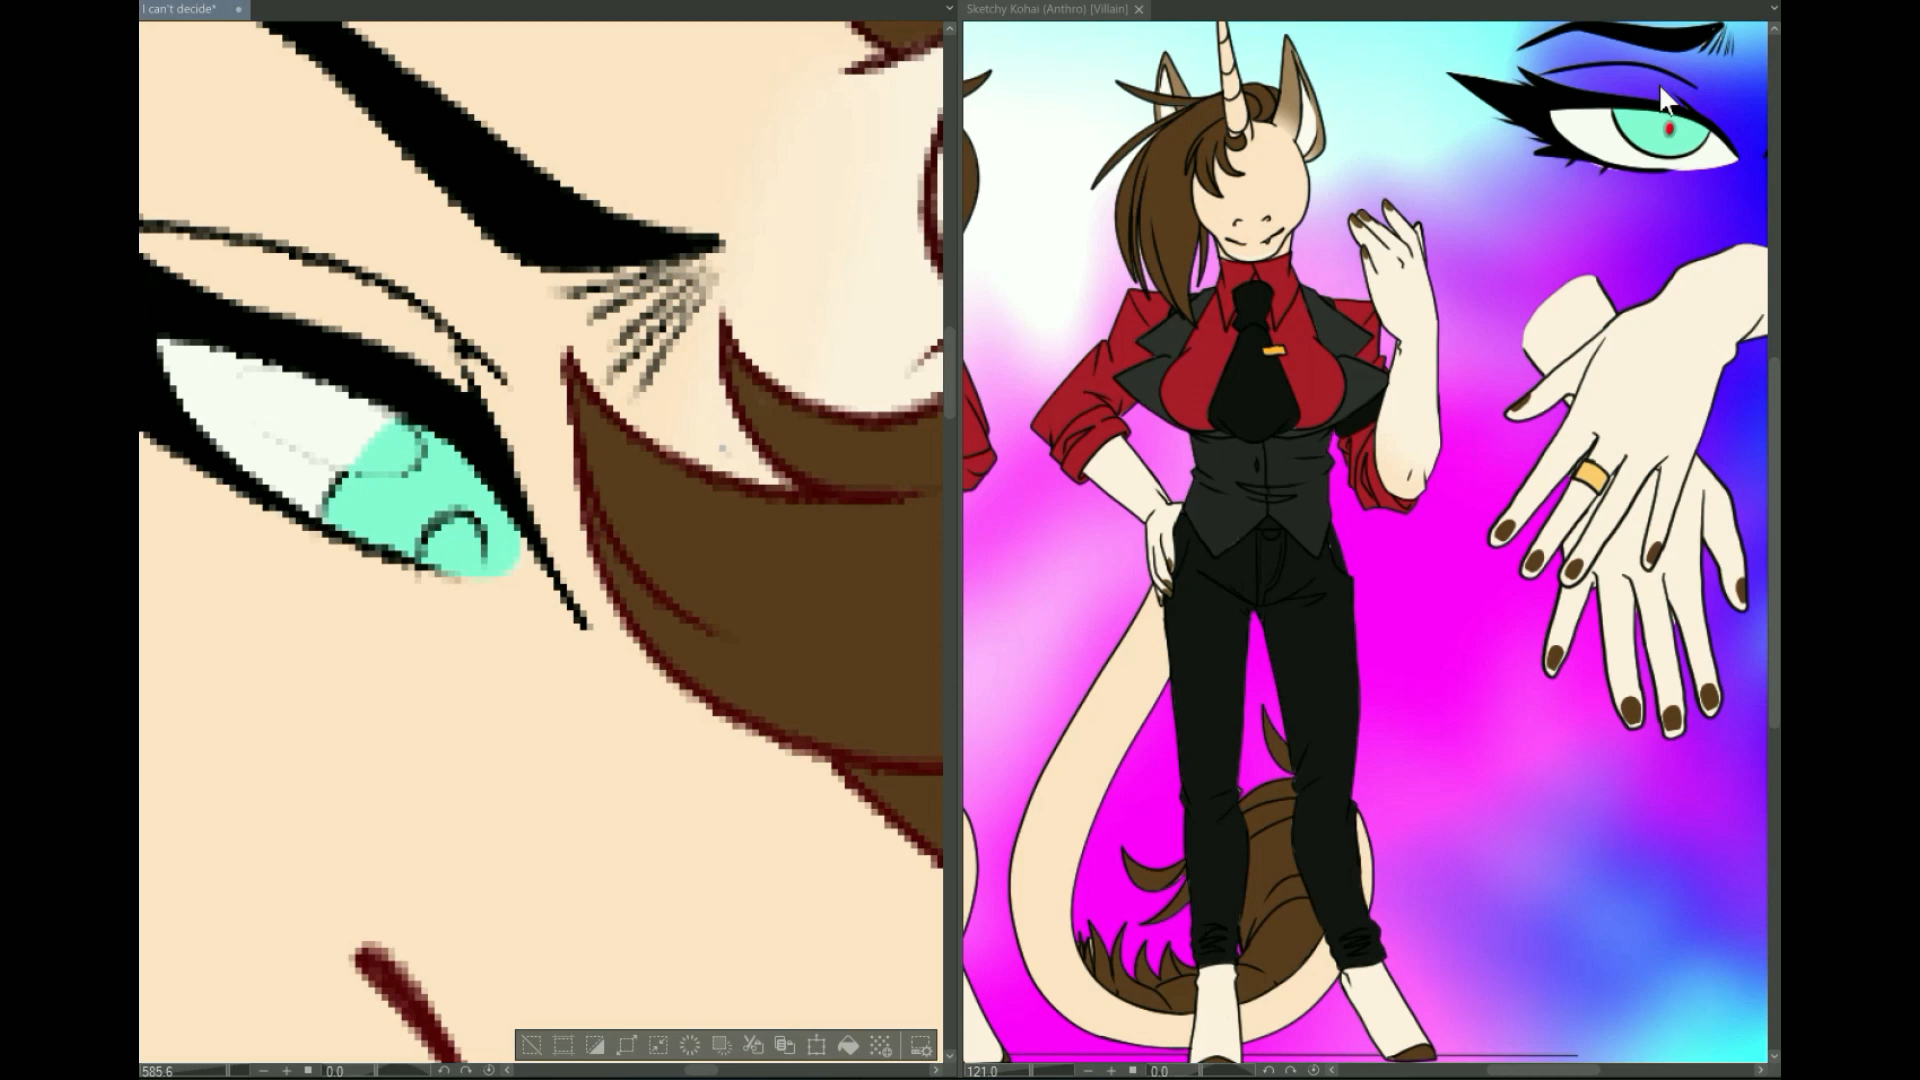 I can't decide*
Sketchy Kohai (Anthro) [Villain]
585.6
0.0
121.0
0.0